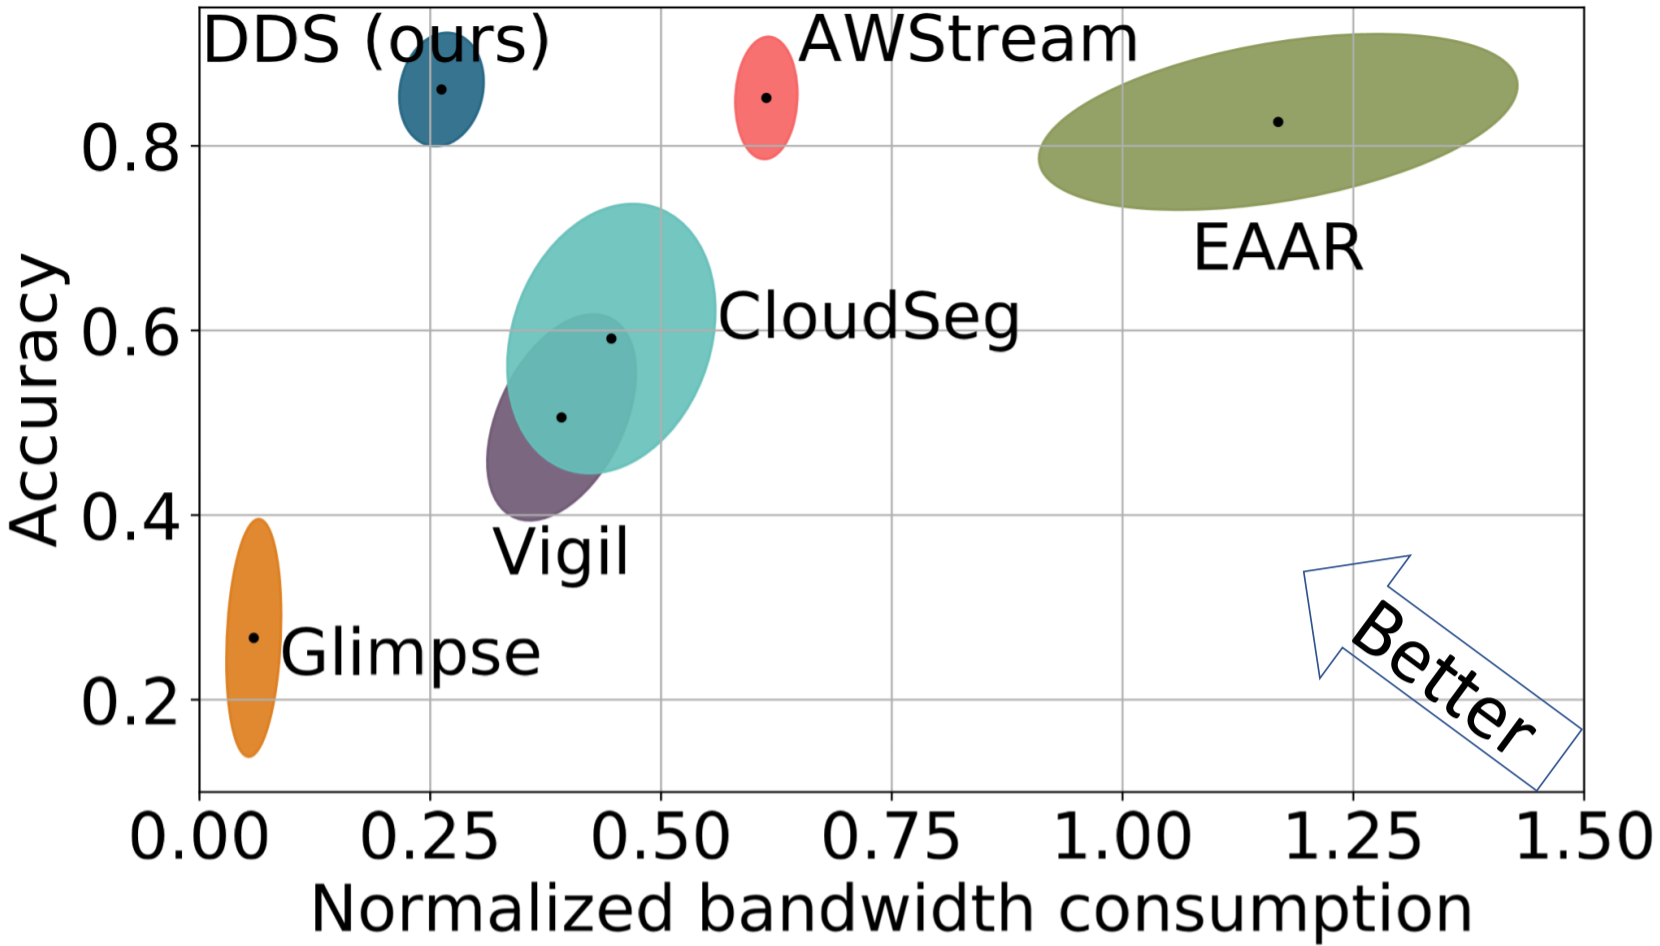 DDS (ours)
AWStream
EAAR
CloudSeg
Vigil
Glimpse
Better
Accuracy
0.8
0.6
0.4
0.2
0.00 0.25 0.50 0.75 1.00 1.25 1.50
Normalized bandwidth consumption